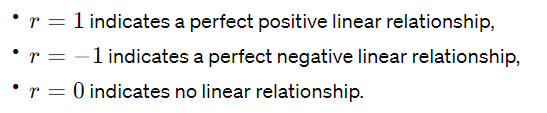 • r = 1 indicates a perfect positive linear relationship,
• r = −1 indicates a perfect negative linear relationship,
• r = 0 indicates no linear relationship.